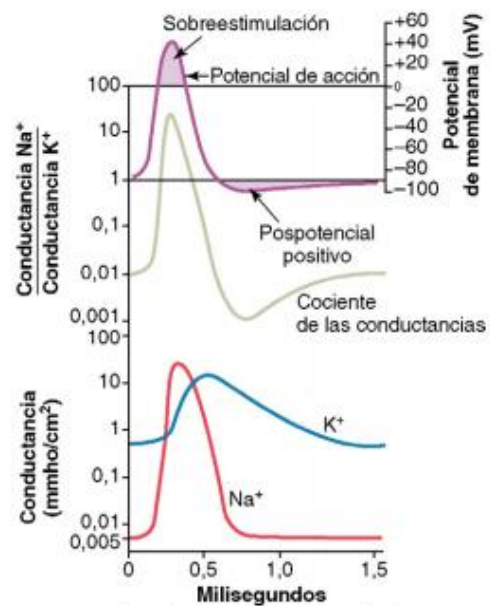 Sobreestimulación
Potencial de acción
+60
+40
+20
0
–20
–40
–60
–80
–100
Potencial
de membrana (mV)
100
10
1
0,1
0,01
0,001
Conductancia Na⁺
Conductancia K⁺
Pospotencial
positivo
Cociente
de las conductancias
100
10
1
0,1
0,01
0,005
Conductancia
(mmho/cm²)
K⁺
Na⁺
0
0,5
1,0
1,5
Milisegundos